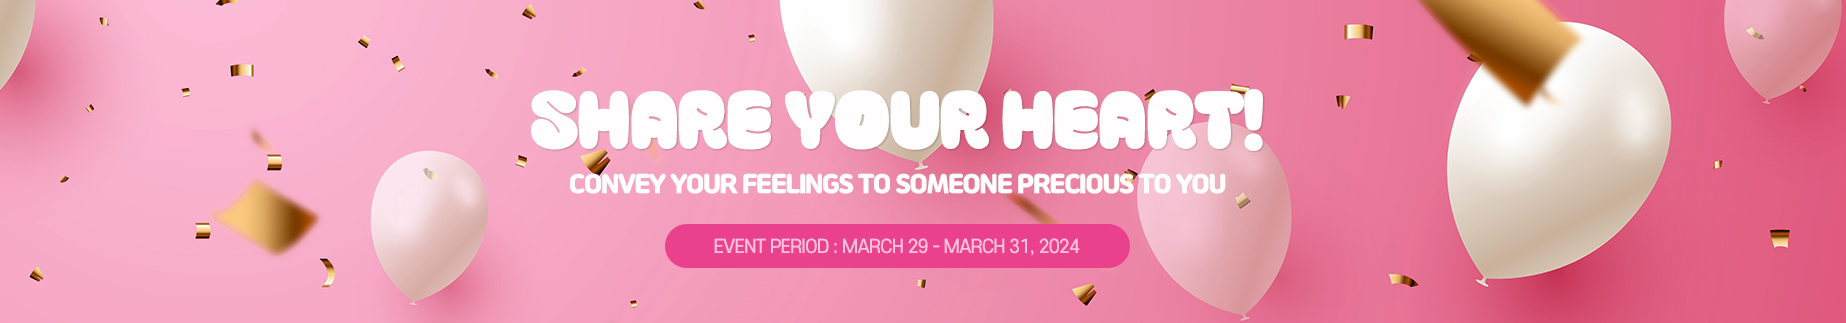 SHARE YOUR HEART!
CONVEY YOUR FEELINGS TO SOMEONE PRECIOUS TO YOU
EVENT PERIOD : MARCH 29 - MARCH 31, 2024